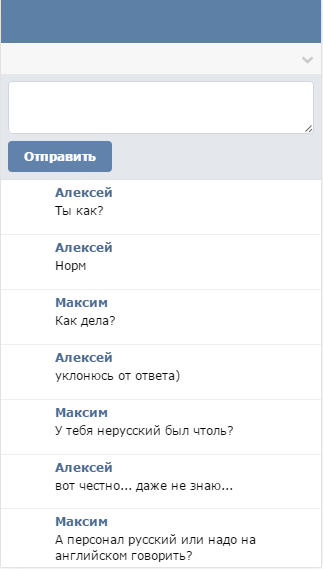 Отправить
Алексей
Ты как?
Алексей
Норм
Максим
Как дела?
Алексей
уклонюсь от ответа)
Максим
У тебя нерусский был чтоль?
Алексей
вот честно... даже не знаю...
Максим
А персонал русский или надо на
английском говорить?